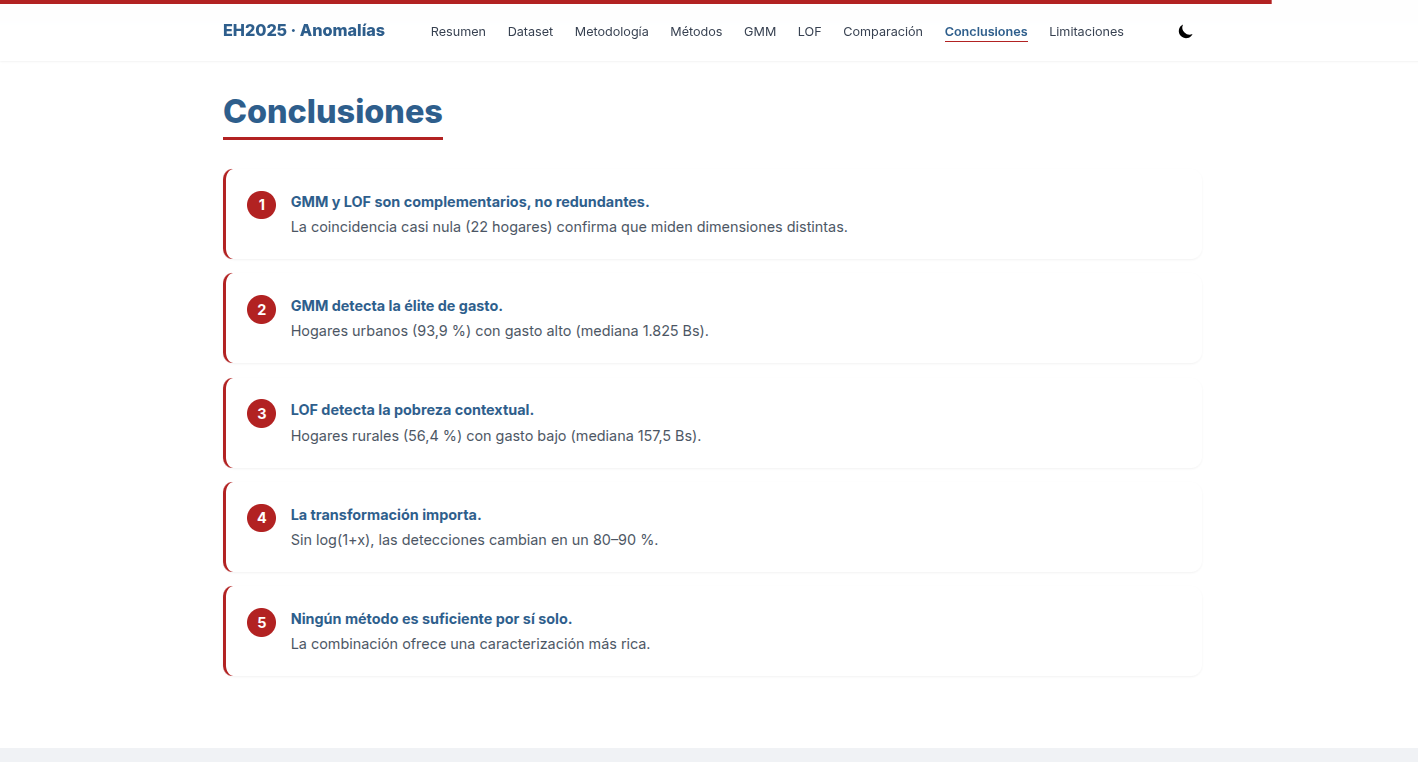 EH2025 · Anomalías
Resumen Dataset Metodología Métodos GMM LOF Comparación Conclusiones Limitaciones
Conclusiones
1 GMM y LOF son complementarios, no redundantes.
La coincidencia casi nula (22 hogares) confirma que miden dimensiones distintas.
2 GMM detecta la élite de gasto.
Hogares urbanos (93,9 %) con gasto alto (mediana 1.825 Bs).
3 LOF detecta la pobreza contextual.
Hogares rurales (56,4 %) con gasto bajo (mediana 157,5 Bs).
4 La transformación importa.
Sin log(1+x), las detecciones cambian en un 80–90 %.
5 Ningún método es suficiente por sí solo.
La combinación ofrece una caracterización más rica.